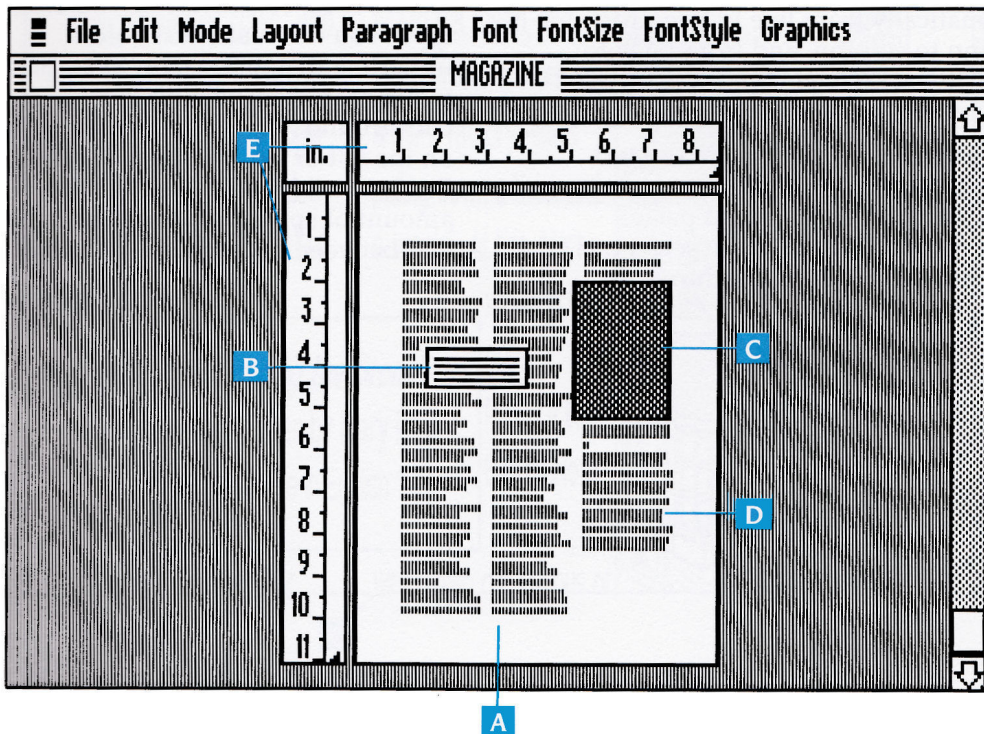 File Edit Mode Layout Paragraph Font FontSize FontStyle Graphics
MAGAZINE
E
in.
1 2 3 4 5 6 7 8
1
2
3
4
B
C
5
6
7
8
D
9
10
11
A